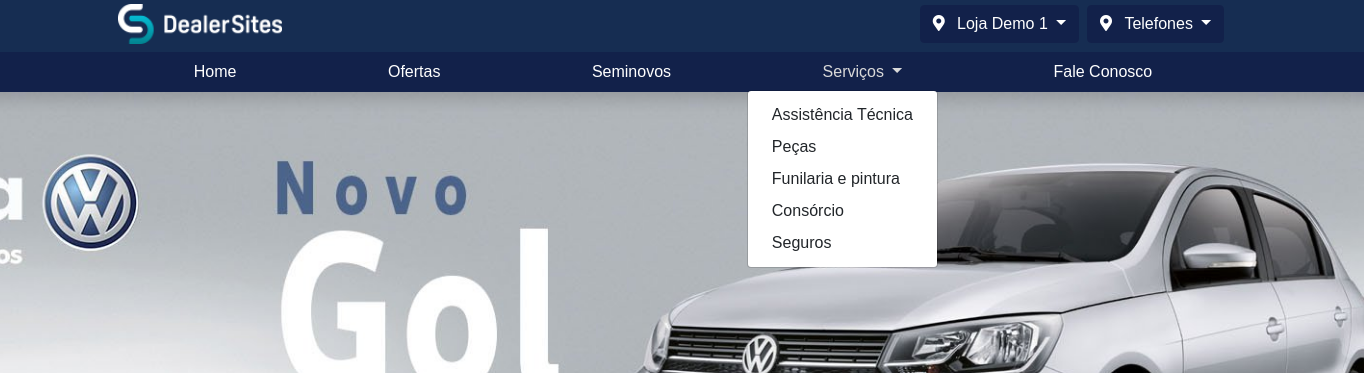 DealerSites
Loja Demo 1
Telefones
Home
Ofertas
Seminovos
Serviços
Fale Conosco
Assistência Técnica
Peças
Funilaria e pintura
Consórcio
Seguros
a
os
Novo
Gol